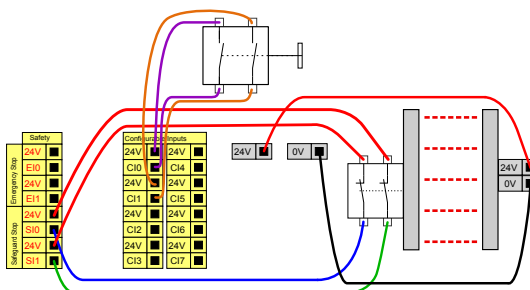 Safety
Emergency Stop
24V
EI0
24V
EI1
Safeguard Stop
24V
SI0
24V
SI1
Configurable Inputs
24V 24V
CI0 CI4
24V 24V
CI1 CI5
24V 24V
CI2 CI6
24V 24V
CI3 CI7
24V
0V
24V
0V